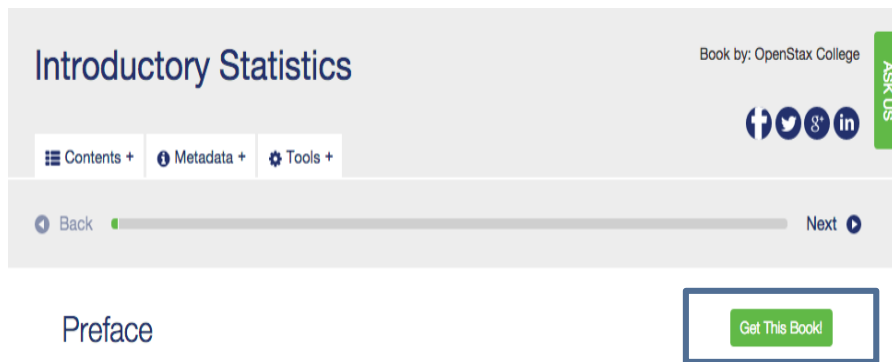 Introductory Statistics
Book by: OpenStax College
ASK US
Contents +
Metadata +
Tools +
Back
Next
Preface
Get This Book!